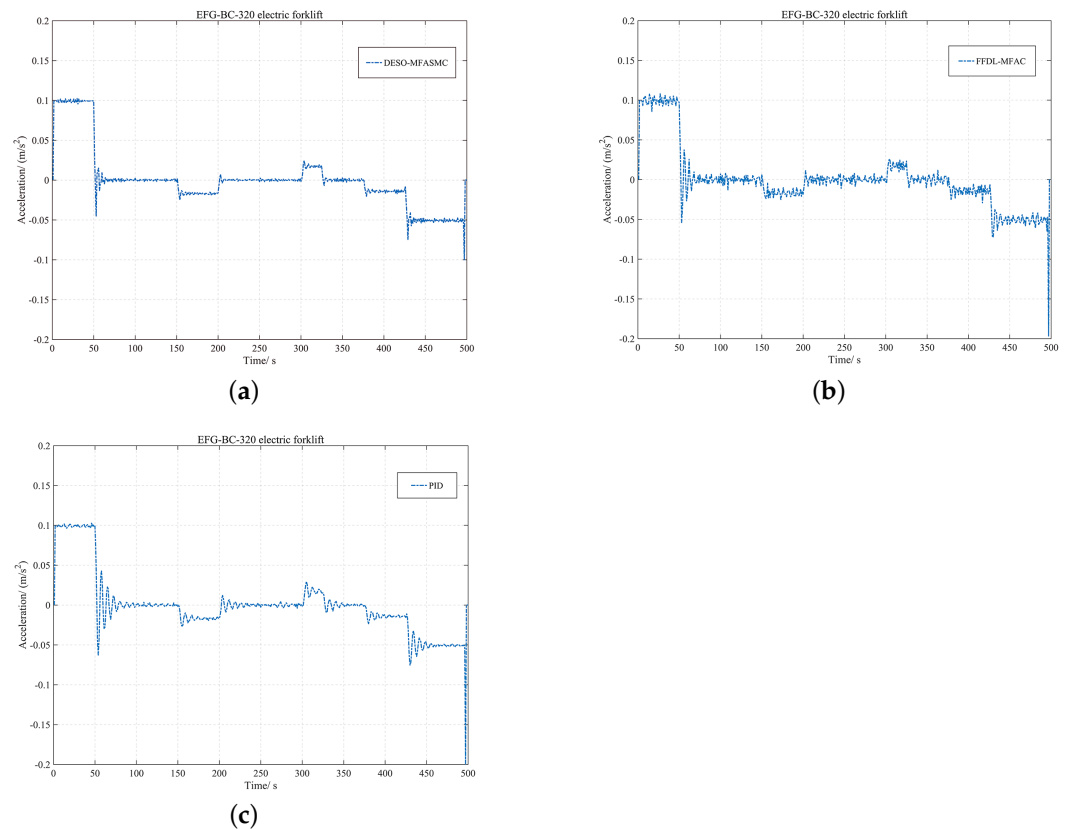 EFG-BC-320 electric forklift
DESO-MFASMC
Acceleration/ (m/s²)
0.2
0.15
0.1
0.05
0
-0.05
-0.1
-0.15
-0.2
0 50 100 150 200 250 300 350 400 450 500
Time/ s
(a)
EFG-BC-320 electric forklift
FFDL-MFAC
Acceleration/ (m/s²)
0.2
0.15
0.1
0.05
0
-0.05
-0.1
-0.15
-0.2
0 50 100 150 200 250 300 350 400 450 500
Time/ s
(b)
EFG-BC-320 electric forklift
PID
Acceleration/ (m/s²)
0.2
0.15
0.1
0.05
0
-0.05
-0.1
-0.15
-0.2
0 50 100 150 200 250 300 350 400 450 500
Time/ s
(c)